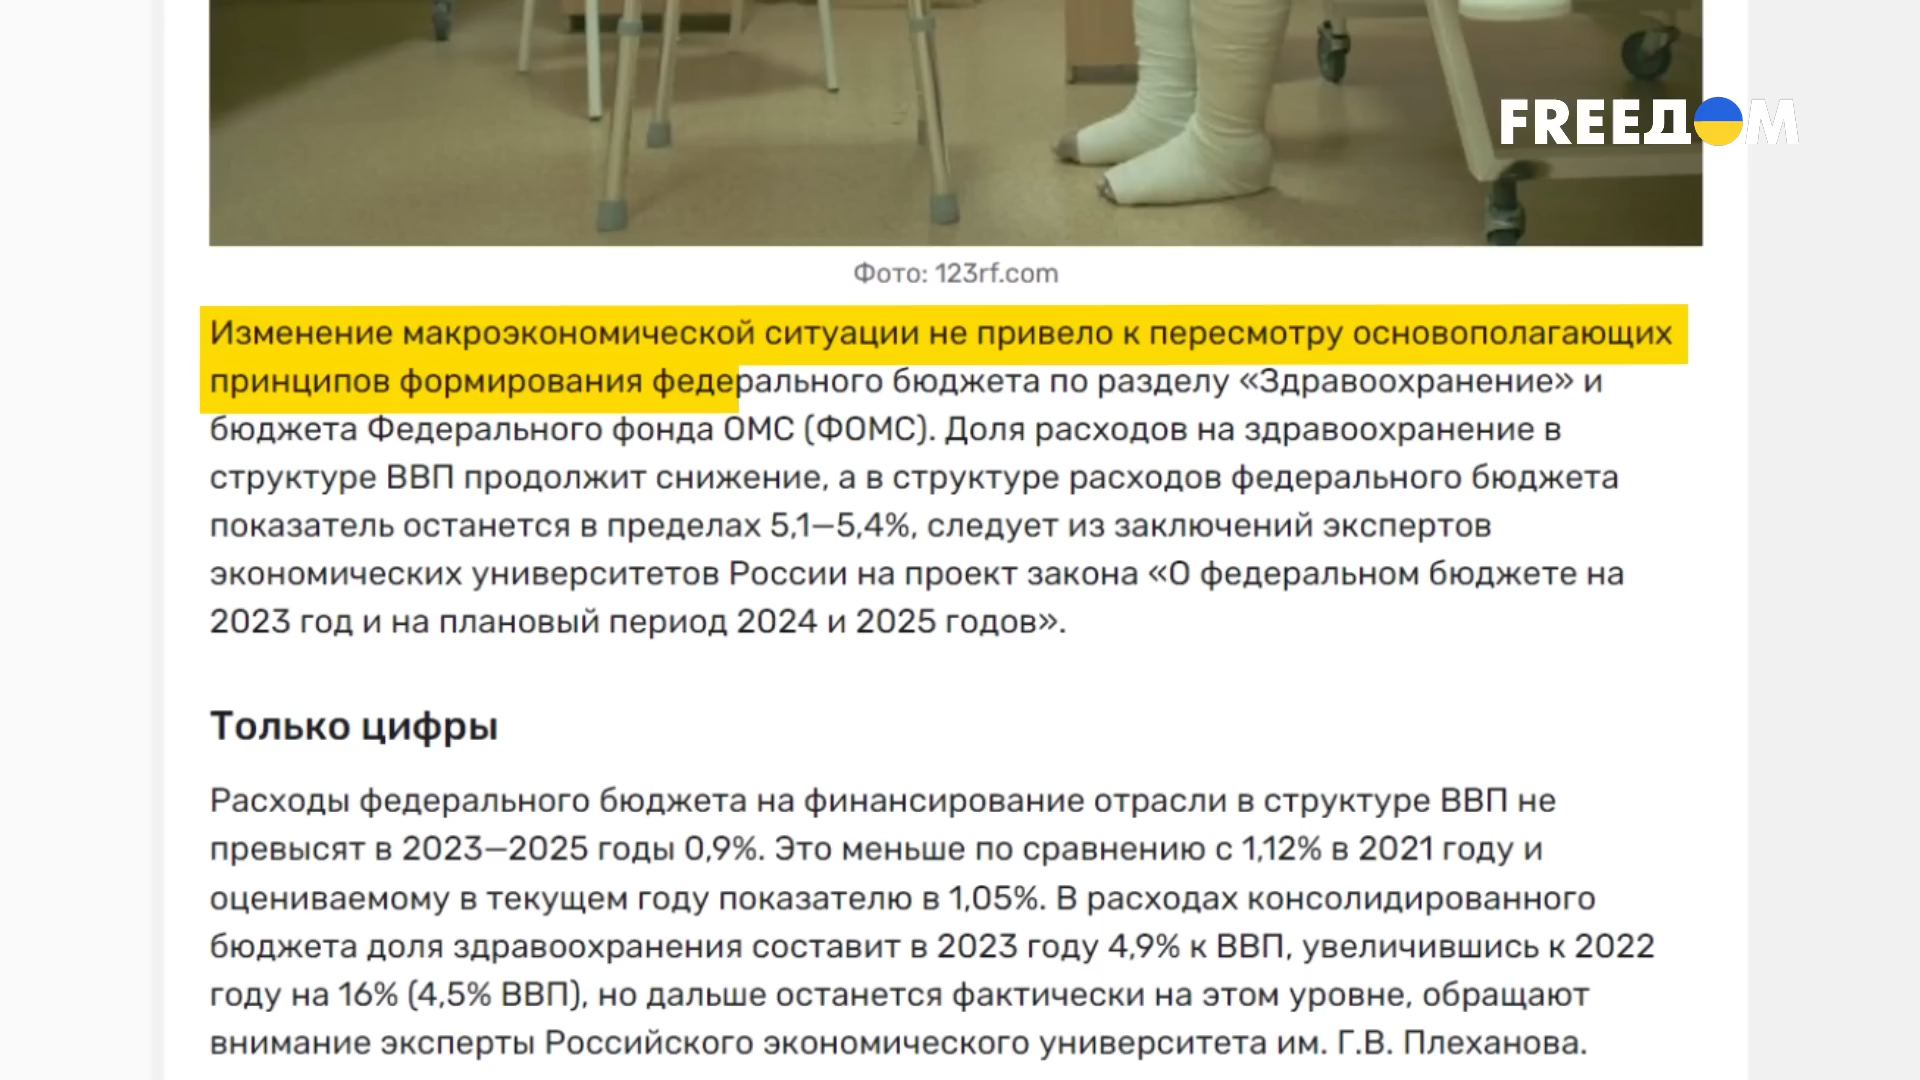 FREEДOM
Фото: 123rf.com
Изменение макроэкономической ситуации не привело к пересмотру основополагающих
принципов формирования федерального бюджета по разделу «Здравоохранение» и
бюджета Федерального фонда ОМС (ФОМС). Доля расходов на здравоохранение в
структуре ВВП продолжит снижение, а в структуре расходов федерального бюджета
показатель останется в пределах 5,1—5,4%, следует из заключений экспертов
экономических университетов России на проект закона «О федеральном бюджете на
2023 год и на плановый период 2024 и 2025 годов».
Только цифры
Расходы федерального бюджета на финансирование отрасли в структуре ВВП не
превысят в 2023—2025 годы 0,9%. Это меньше по сравнению с 1,12% в 2021 году и
оцениваемому в текущем году показателю в 1,05%. В расходах консолидированного
бюджета доля здравоохранения составит в 2023 году 4,9% к ВВП, увеличившись к 2022
году на 16% (4,5% ВВП), но дальше останется фактически на этом уровне, обращают
внимание эксперты Российского экономического университета им. Г.В. Плеханова.